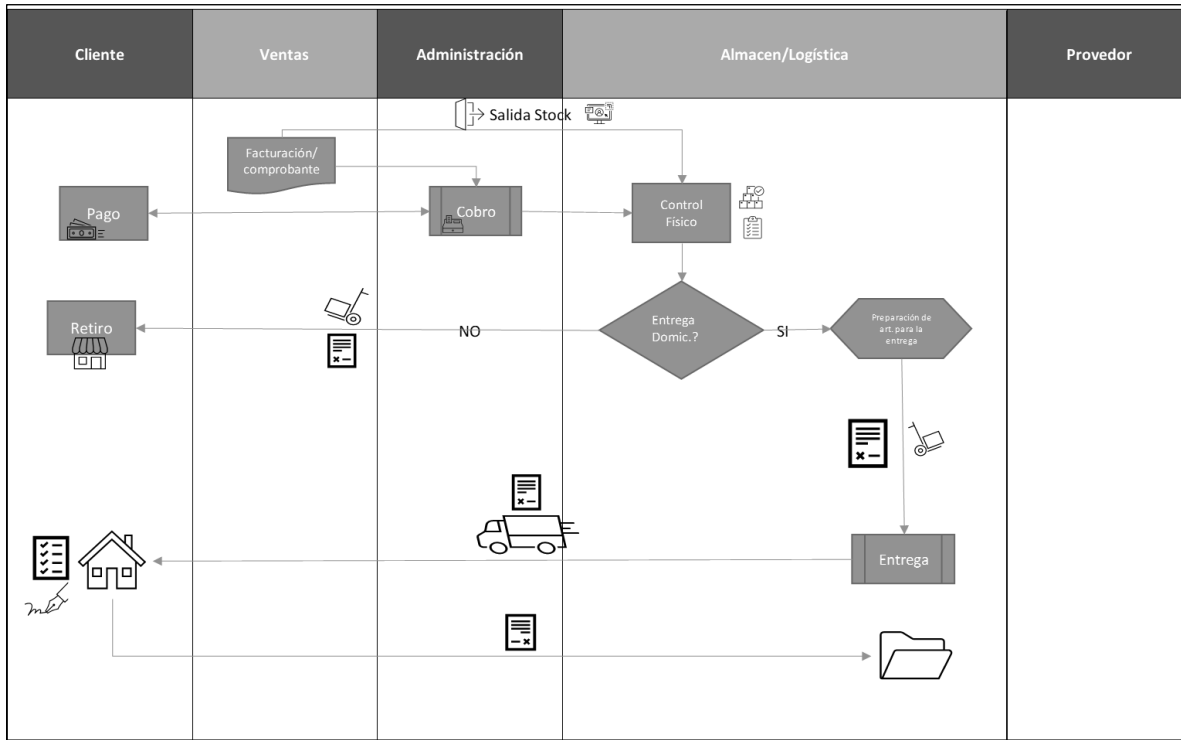 Cliente
Ventas
Administración
Almacen/Logística
Provedor
Salida Stock
Facturación/
comprobante
Pago
Cobro
Control
Físico
Retiro
NO
Entrega
Domic.?
SI
Preparación de
art. para la
entrega
Entrega